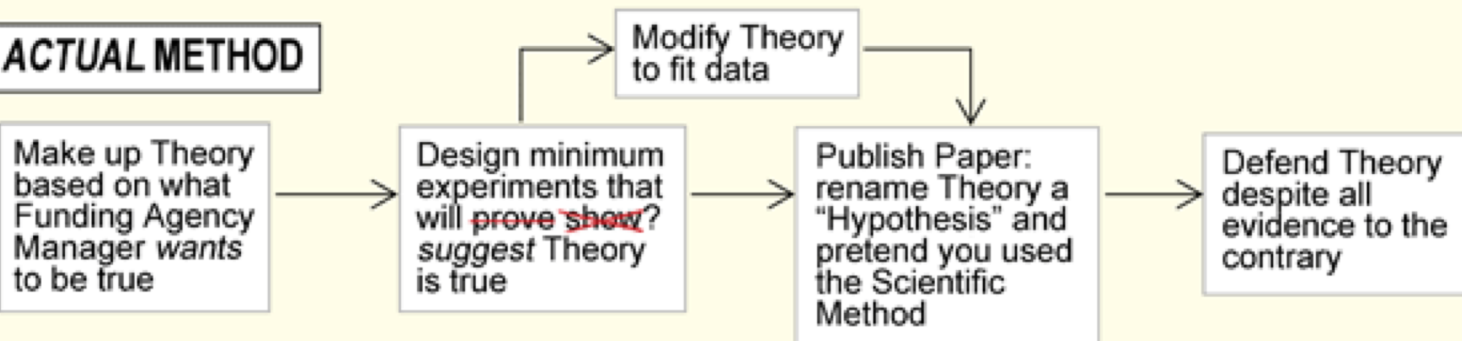 ACTUAL METHOD
Make up Theory
based on what
Funding Agency
Manager wants
to be true
Design minimum
experiments that
will prove show?
suggest Theory
is true
Modify Theory
to fit data
Publish Paper:
rename Theory a
“Hypothesis” and
pretend you used
the Scientific
Method
Defend Theory
despite all
evidence to the
contrary